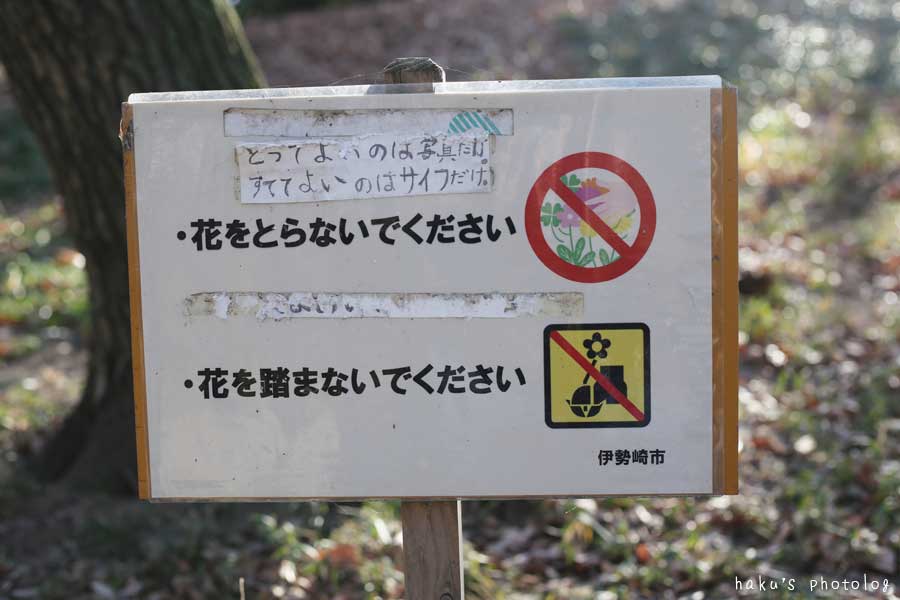 とってよいのは写真だけ。
すててよいのはサイフだけ。
・花をとらないでください
・花を踏まないでください
伊勢崎市
haku's photolog